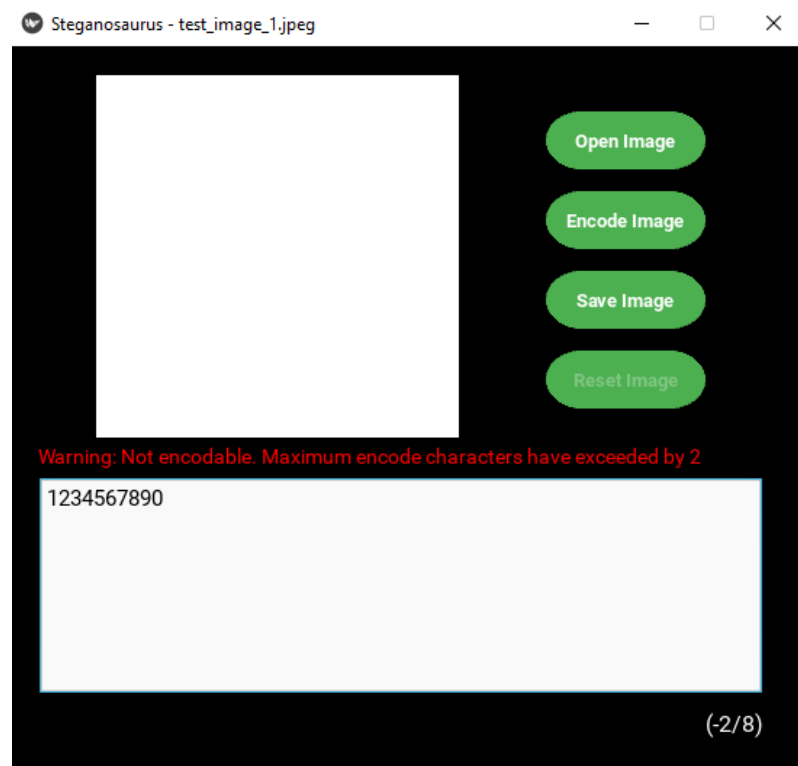 Steganosaurus - test_image_1.jpeg
Open Image
Encode Image
Save Image
Reset Image
Warning: Not encodable. Maximum encode characters have exceeded by 2
1234567890
(-2/8)